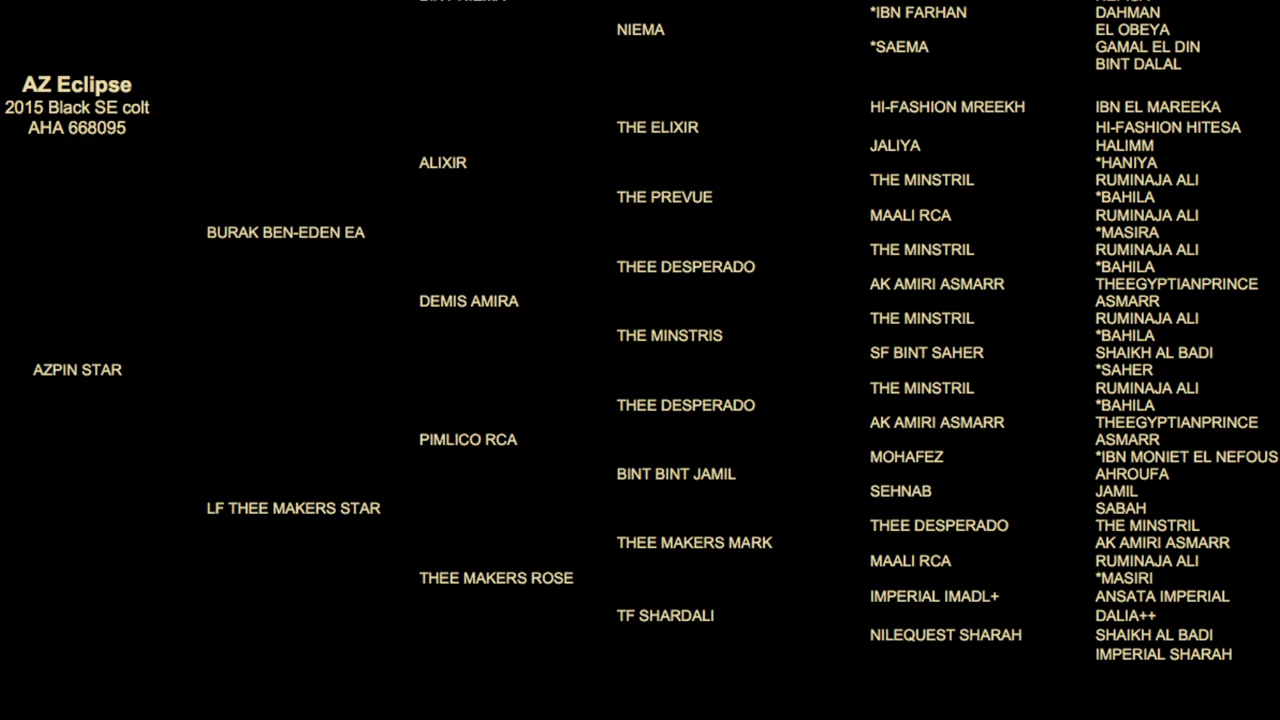 *IBN FARHAN
DAHMAN
NIEMA
EL OBEYA
*SAEMA
GAMAL EL DIN
BINT DALAL
AZ Eclipse
2015 Black SE colt
AHA 668095
HI-FASHION MREEKH
IBN EL MAREEKA
THE ELIXIR
HI-FASHION HITESA
JALIYA
HALIMM
ALIXIR
*HANIYA
THE MINSTRIL
RUMINAJA ALI
THE PREVUE
*BAHILA
MAALI RCA
RUMINAJA ALI
BURAK BEN-EDEN EA
*MASIRA
THE MINSTRIL
RUMINAJA ALI
THEE DESPERADO
*BAHILA
AK AMIRI ASMARR
THEEGYPTIANPRINCE
DEMIS AMIRA
ASMARR
THE MINSTRIL
RUMINAJA ALI
THE MINSTRIS
*BAHILA
SF BINT SAHER
SHAIKH AL BADI
AZPIN STAR
*SAHER
THE MINSTRIL
RUMINAJA ALI
THEE DESPERADO
*BAHILA
AK AMIRI ASMARR
THEEGYPTIANPRINCE
PIMLICO RCA
ASMARR
MOHAFEZ
*IBN MONIET EL NEFOUS
BINT BINT JAMIL
AHROUFA
SEHNAB
JAMIL
LF THEE MAKERS STAR
SABAH
THEE DESPERADO
THE MINSTRIL
THEE MAKERS MARK
AK AMIRI ASMARR
MAALI RCA
RUMINAJA ALI
THEE MAKERS ROSE
*MASIRI
IMPERIAL IMADL+
ANSATA IMPERIAL
TF SHARDALI
DALIA++
NILEQUEST SHARAH
SHAIKH AL BADI
IMPERIAL SHARAH